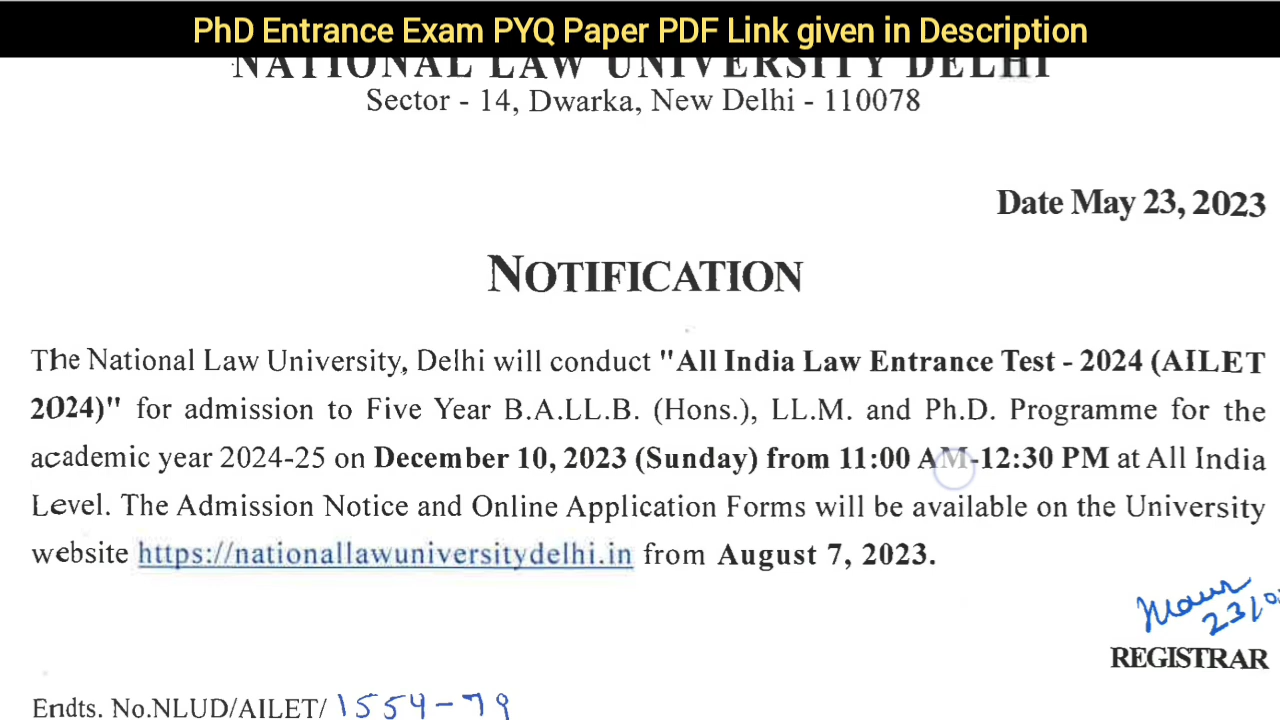 PhD Entrance Exam PYQ Paper PDF Link given in Description
NATIONAL LAW UNIVERSITY DELHI
Sector - 14, Dwarka, New Delhi - 110078
Date May 23, 2023
NOTIFICATION
The National Law University, Delhi will conduct "All India Law Entrance Test - 2024 (AILET
2024)" for admission to Five Year B.A.LL.B. (Hons.), LL.M. and Ph.D. Programme for the
academic year 2024-25 on December 10, 2023 (Sunday) from 11:00 AM-12:30 PM at All India
Level. The Admission Notice and Online Application Forms will be available on the University
website https://nationallawuniversitydelhi.in from August 7, 2023.
23/0
REGISTRAR
Endts. No.NLUD/AILET/ 1554-79